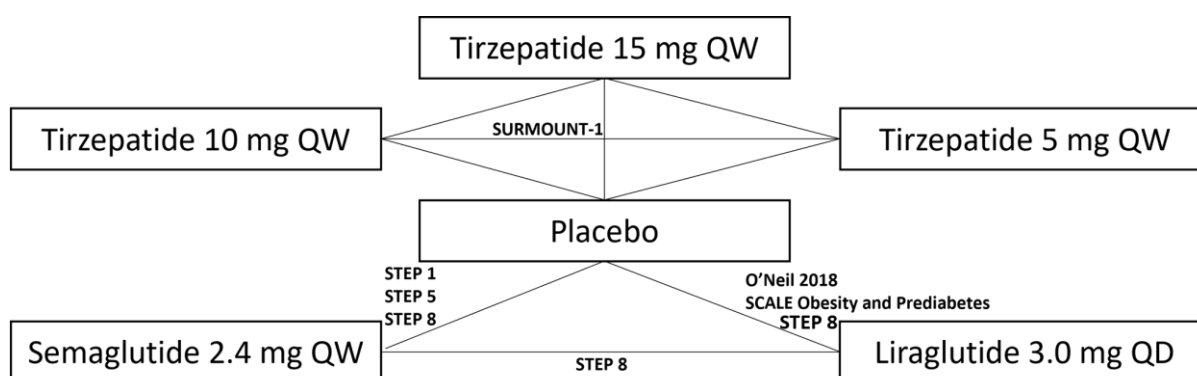 Tirzepatide 15 mg QW
Tirzepatide 10 mg QW
SURMOUNT-1
Tirzepatide 5 mg QW
Placebo
STEP 1
STEP 5
STEP 8
O’Neil 2018
SCALE Obesity and Prediabetes
STEP 8
Semaglutide 2.4 mg QW
STEP 8
Liraglutide 3.0 mg QD